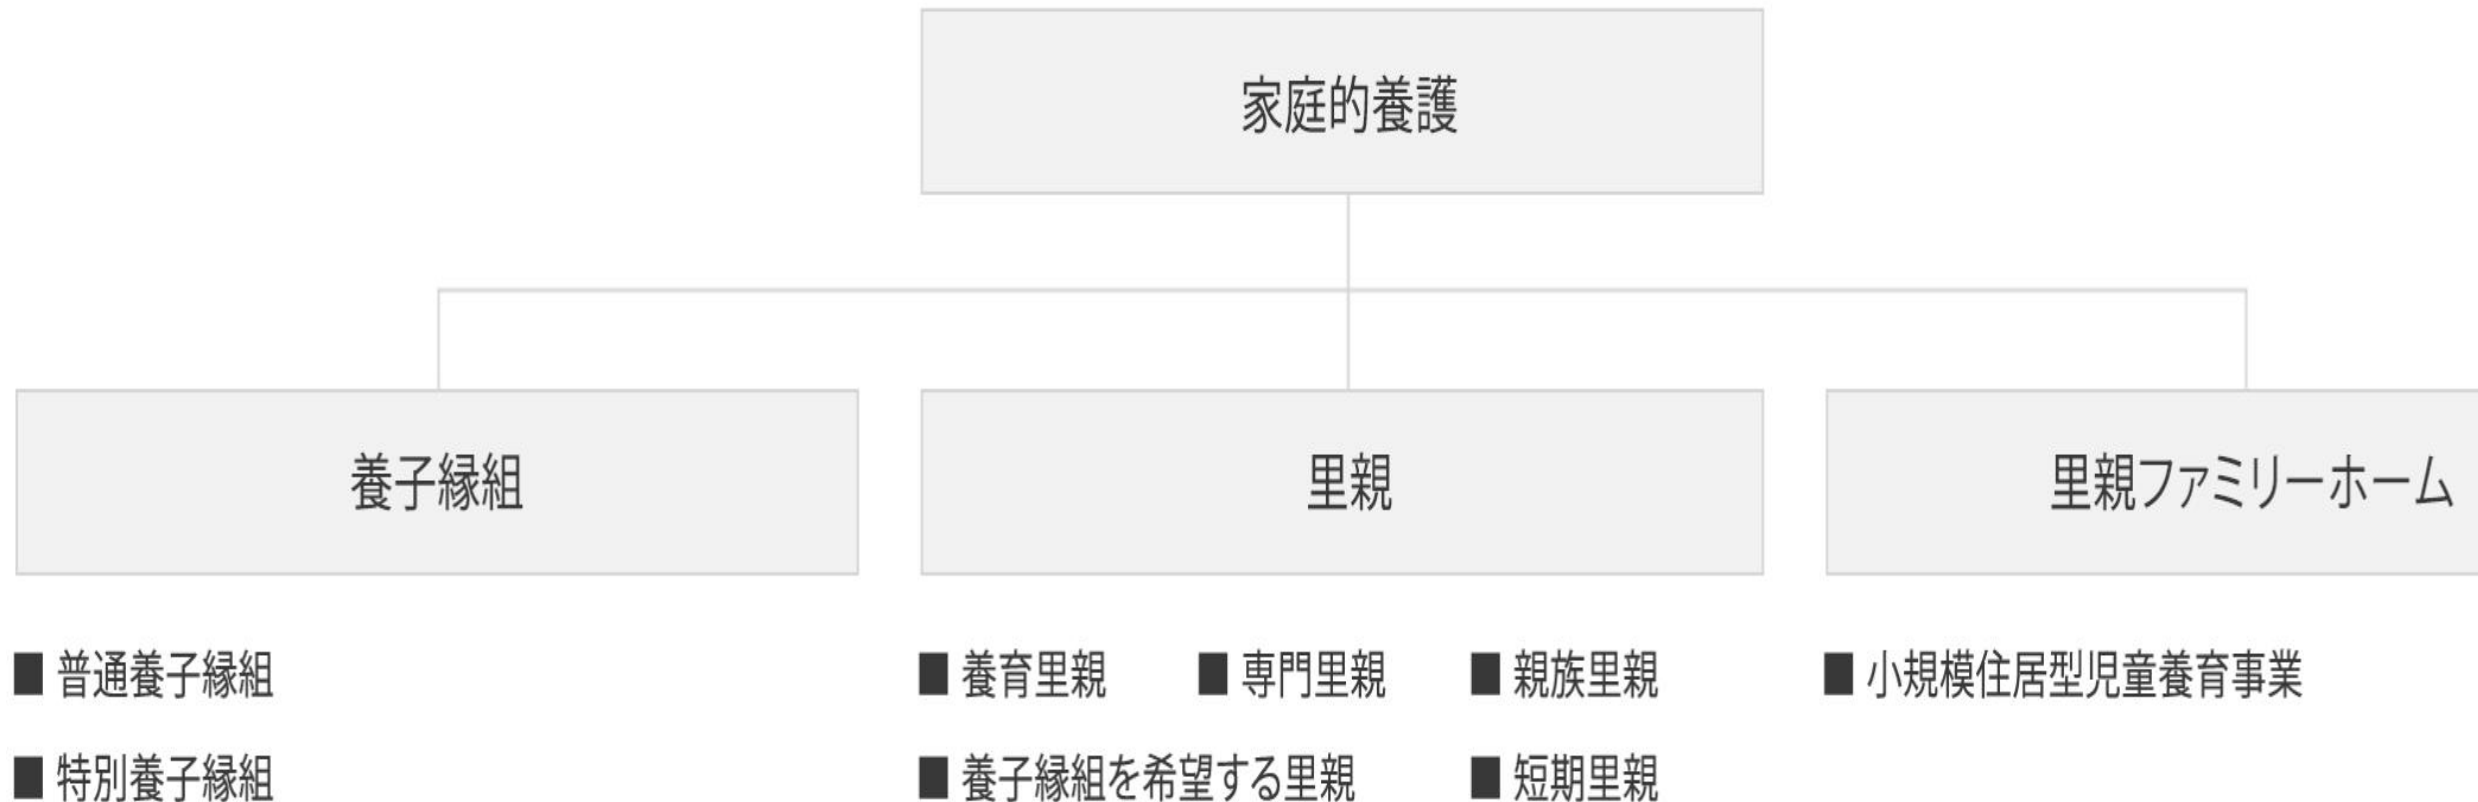 家庭的養護
養子縁組
里親
里親ファミリーホーム
■ 普通養子縁組
■ 特別養子縁組
■ 養育里親 ■ 専門里親 ■ 親族里親
■ 養子縁組を希望する里親 ■ 短期里親
■ 小規模住居型児童養育事業